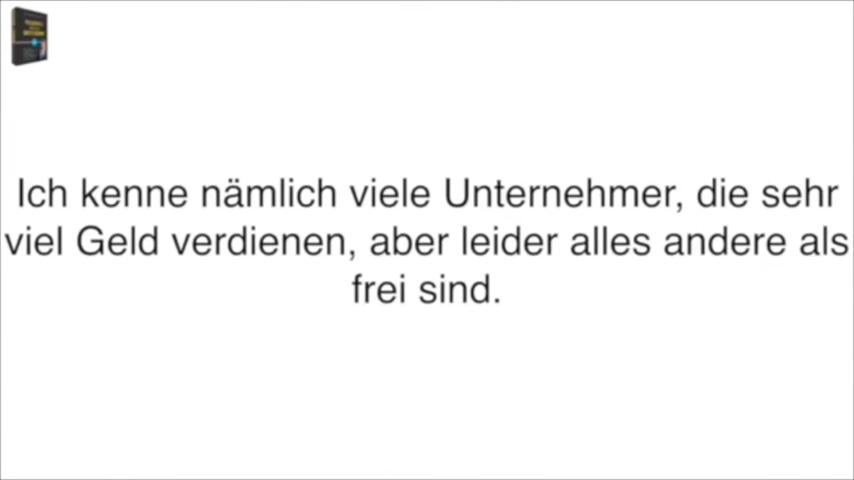 Ich kenne nämlich viele Unternehmer, die sehr
viel Geld verdienen, aber leider alles andere als
frei sind.